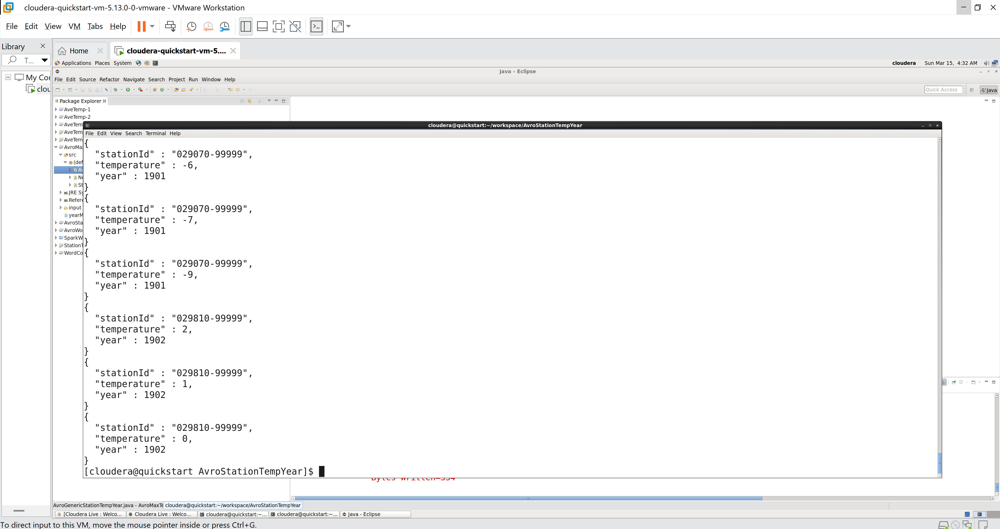 cloudera-quickstart-vm-5.13.0-0-vmware - VMware Workstation
File Edit View VM Tabs Help
Library
Home
cloudera-quickstart-vm-5....
T...
Applications Places System
cloudera Sun Mar 15, 4:32 AM
My Cor
clou
Java - Eclipse
File Edit Source Refactor Navigate Search Project Run Window Help
Quick Access
Java
Package Explorer
AveTemp-1
AveTemp-2
AveTem
AveTem
AveTem
AvroMa
src
(def
Av
No
St
JRE Sy
Refere
input
yearM
AvroSta
AvroWo
SparkW
StationT
WordCo
cloudera@quickstart:~/workspace/AvroStationTempYear
File Edit View Search Terminal Help
{
"stationId" : "029070-99999",
"temperature" : -6,
"year" : 1901
}
{
"stationId" : "029070-99999",
"temperature" : -7,
"year" : 1901
}
{
"stationId" : "029070-99999",
"temperature" : -9,
"year" : 1901
}
{
"stationId" : "029810-99999",
"temperature" : 2,
"year" : 1902
}
{
"stationId" : "029810-99999",
"temperature" : 1,
"year" : 1902
}
{
"stationId" : "029810-99999",
"temperature" : 0,
"year" : 1902
}
[cloudera@quickstart AvroStationTempYear]$
Bytes Written=334
AvroGenericStationTempYear.java - AvroMaxTe
cloudera@quickstart:~/workspace/AvroStationTempYear
[Cloudera Live : Welco...
Cloudera Live : Welco...
cloudera@quickstart:~...
cloudera@quickstart:~...
Java - Eclipse
To direct input to this VM, move the mouse pointer inside or press Ctrl+G.